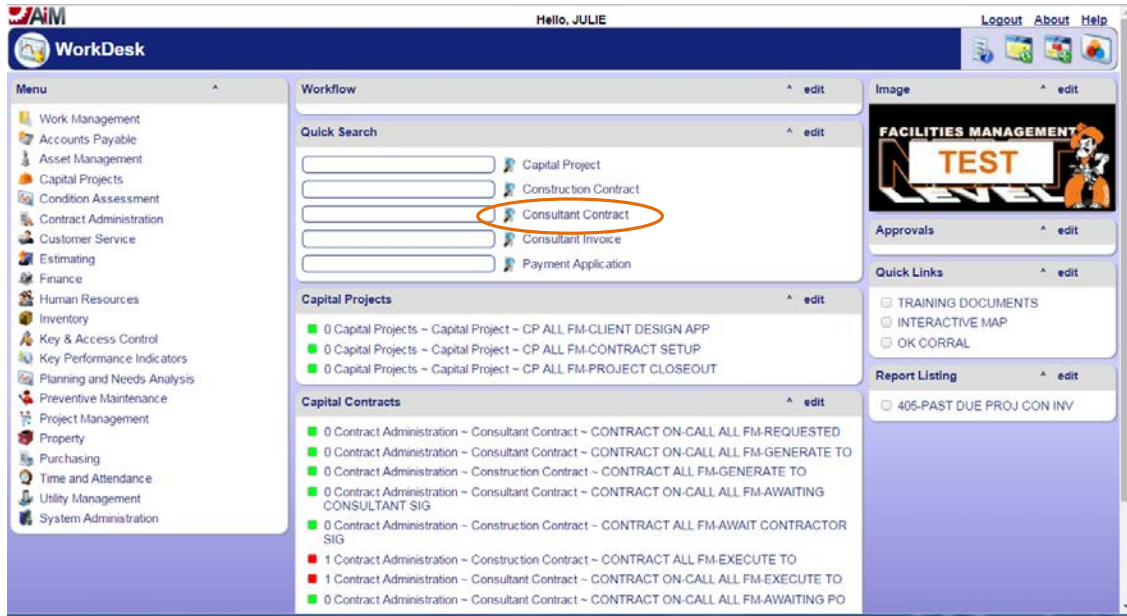 AiM
Hello, JULIE
Logout About Help
WorkDesk
Menu ^
Work Management
Accounts Payable
Asset Management
Capital Projects
Condition Assessment
Contract Administration
Customer Service
Estimating
Finance
Human Resources
Inventory
Key & Access Control
Key Performance Indicators
Planning and Needs Analysis
Preventive Maintenance
Project Management
Property
Purchasing
Time and Attendance
Utility Management
System Administration
Workflow ^ edit
Quick Search ^ edit
Capital Project
Construction Contract
Consultant Contract
Consultant Invoice
Payment Application
Capital Projects ^ edit
0 Capital Projects ~ Capital Project ~ CP ALL FM-CLIENT DESIGN APP
0 Capital Projects ~ Capital Project ~ CP ALL FM-CONTRACT SETUP
0 Capital Projects ~ Capital Project ~ CP ALL FM-PROJECT CLOSEOUT
Capital Contracts ^ edit
0 Contract Administration ~ Consultant Contract ~ CONTRACT ON-CALL ALL FM-REQUESTED
0 Contract Administration ~ Consultant Contract ~ CONTRACT ON-CALL ALL FM-GENERATE TO
0 Contract Administration ~ Construction Contract ~ CONTRACT ALL FM-GENERATE TO
0 Contract Administration ~ Consultant Contract ~ CONTRACT ON-CALL ALL FM-AWAITING
CONSULTANT SIG
0 Contract Administration ~ Construction Contract ~ CONTRACT ALL FM-AWAIT CONTRACTOR
SIG
1 Contract Administration ~ Construction Contract ~ CONTRACT ALL FM-EXECUTE TO
1 Contract Administration ~ Consultant Contract ~ CONTRACT ON-CALL ALL FM-EXECUTE TO
0 Contract Administration ~ Consultant Contract ~ CONTRACT ON-CALL ALL FM-AWAITING PO
Image ^ edit
FACILITIES MANAGEMENT
TEST
LEVEL
Approvals ^ edit
Quick Links ^ edit
TRAINING DOCUMENTS
INTERACTIVE MAP
OK CORRAL
Report Listing ^ edit
405-PAST DUE PROJ CON INV